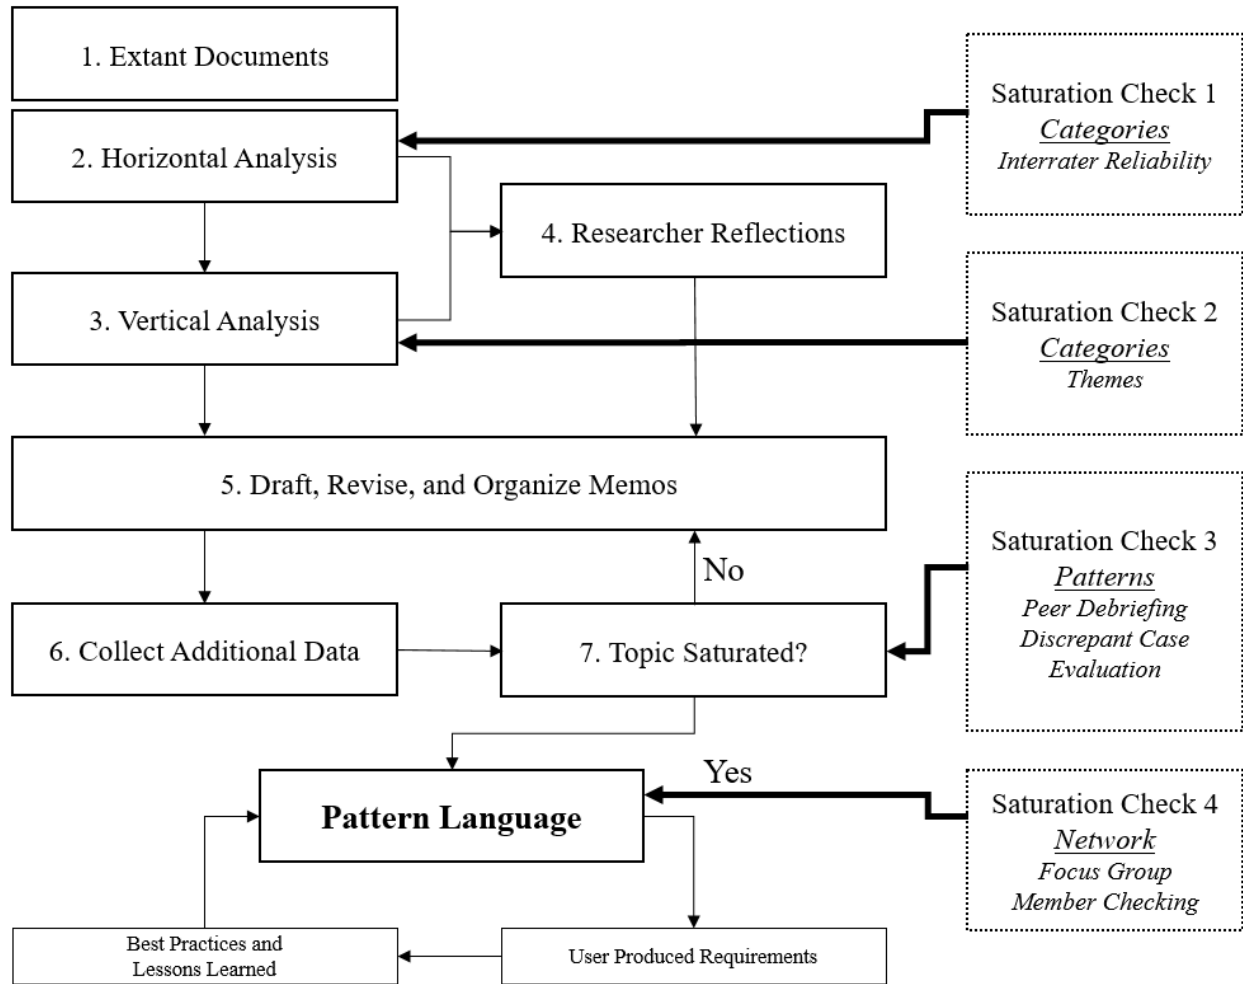 1. Extant Documents
2. Horizontal Analysis
3. Vertical Analysis
4. Researcher Reflections
5. Draft, Revise, and Organize Memos
6. Collect Additional Data
No
7. Topic Saturated?
Yes
Pattern Language
Best Practices and
Lessons Learned
User Produced Requirements
Saturation Check 1
Categories
Interrater Reliability
Saturation Check 2
Categories
Themes
Saturation Check 3
Patterns
Peer Debriefing
Discrepant Case
Evaluation
Saturation Check 4
Network
Focus Group
Member Checking